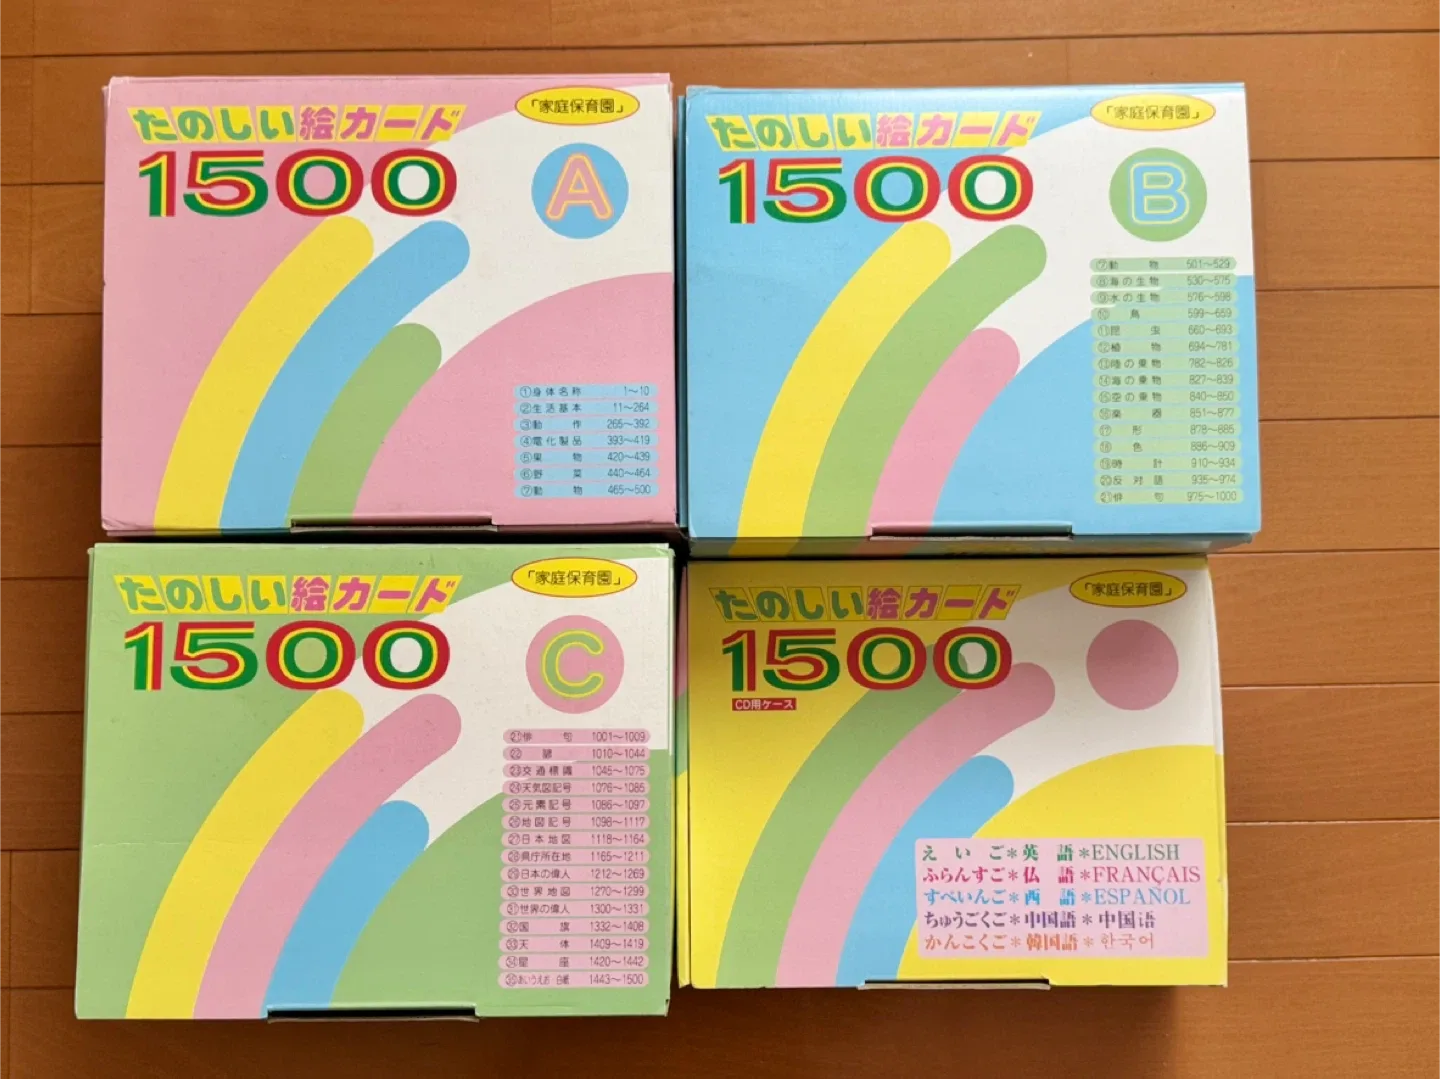 たのしい絵カード
1500
「家庭保育園」
A
①身体名称 1〜10
②生活基本 11〜264
③動作 265〜392
④電化製品 393〜419
⑤果物 420〜439
⑥野菜 440〜464
⑦動物 465〜500
たのしい絵カード
1500
「家庭保育園」
B
⑦動物 501〜529
⑧海の生物 530〜575
⑨水の生物 576〜598
⑩鳥 599〜659
⑪昆虫 660〜693
⑫植物 694〜781
⑬陸の乗物 782〜826
⑭海の乗物 827〜839
⑮空の乗物 840〜850
⑯楽器 851〜877
⑰形 878〜885
⑱色 886〜909
⑲時計 910〜934
⑳反対語 935〜974
㉑俳句 975〜1000
たのしい絵カード
1500
「家庭保育園」
C
㉑俳句 1001〜1009
㉒諺 1010〜1044
㉓交通標識 1045〜1075
㉔天気図記号 1076〜1085
㉕元素記号 1086〜1097
㉖地図記号 1098〜1117
㉗日本地図 1118〜1164
㉘県庁所在地 1165〜1211
㉙日本の偉人 1212〜1269
㉚世界地図 1270〜1299
㉛世界の偉人 1300〜1331
㉜国旗 1332〜1408
㉝天体 1409〜1419
㉞星座 1420〜1442
㉟あいうえお・白紙 1443〜1500
たのしい絵カード
1500
CD用ケース
「家庭保育園」
えいご＊英語＊ENGLISH
ふらんすご＊仏語＊FRANÇAIS
すぺいんご＊西語＊ESPAÑOL
ちゅうごくご＊中国語＊中国语
かんこくご＊韓国語＊한국어